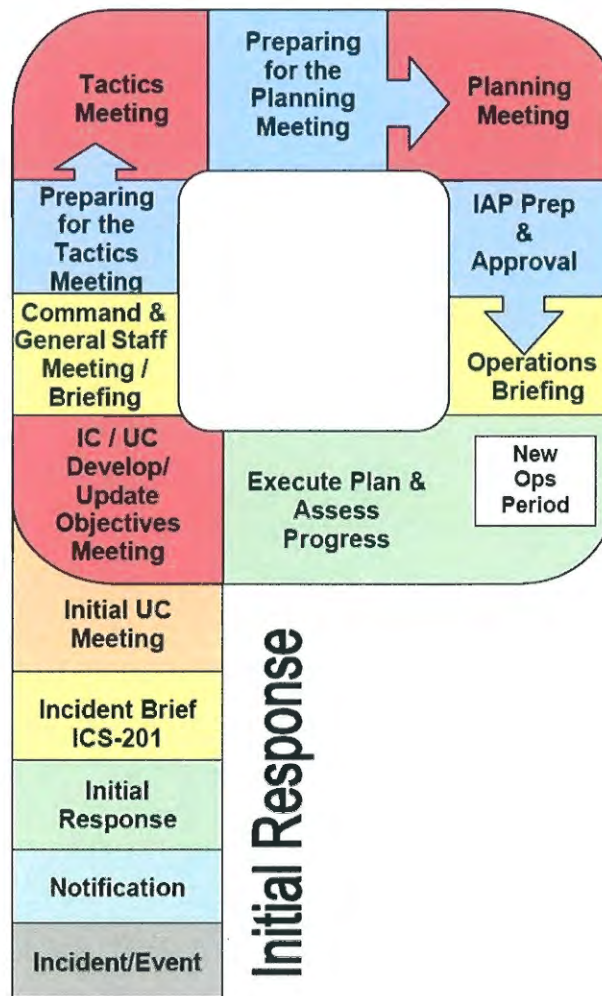 Tactics
Meeting
Preparing
for the
Planning
Meeting
Planning
Meeting
Preparing
for the
Tactics
Meeting
IAP Prep
&
Approval
Command &
General Staff
Meeting /
Briefing
Operations
Briefing
IC / UC
Develop/
Update
Objectives
Meeting
Execute Plan &
Assess
Progress
New
Ops
Period
Initial UC
Meeting
Incident Brief
ICS-201
Initial
Response
Notification
Incident/Event
Initial Response